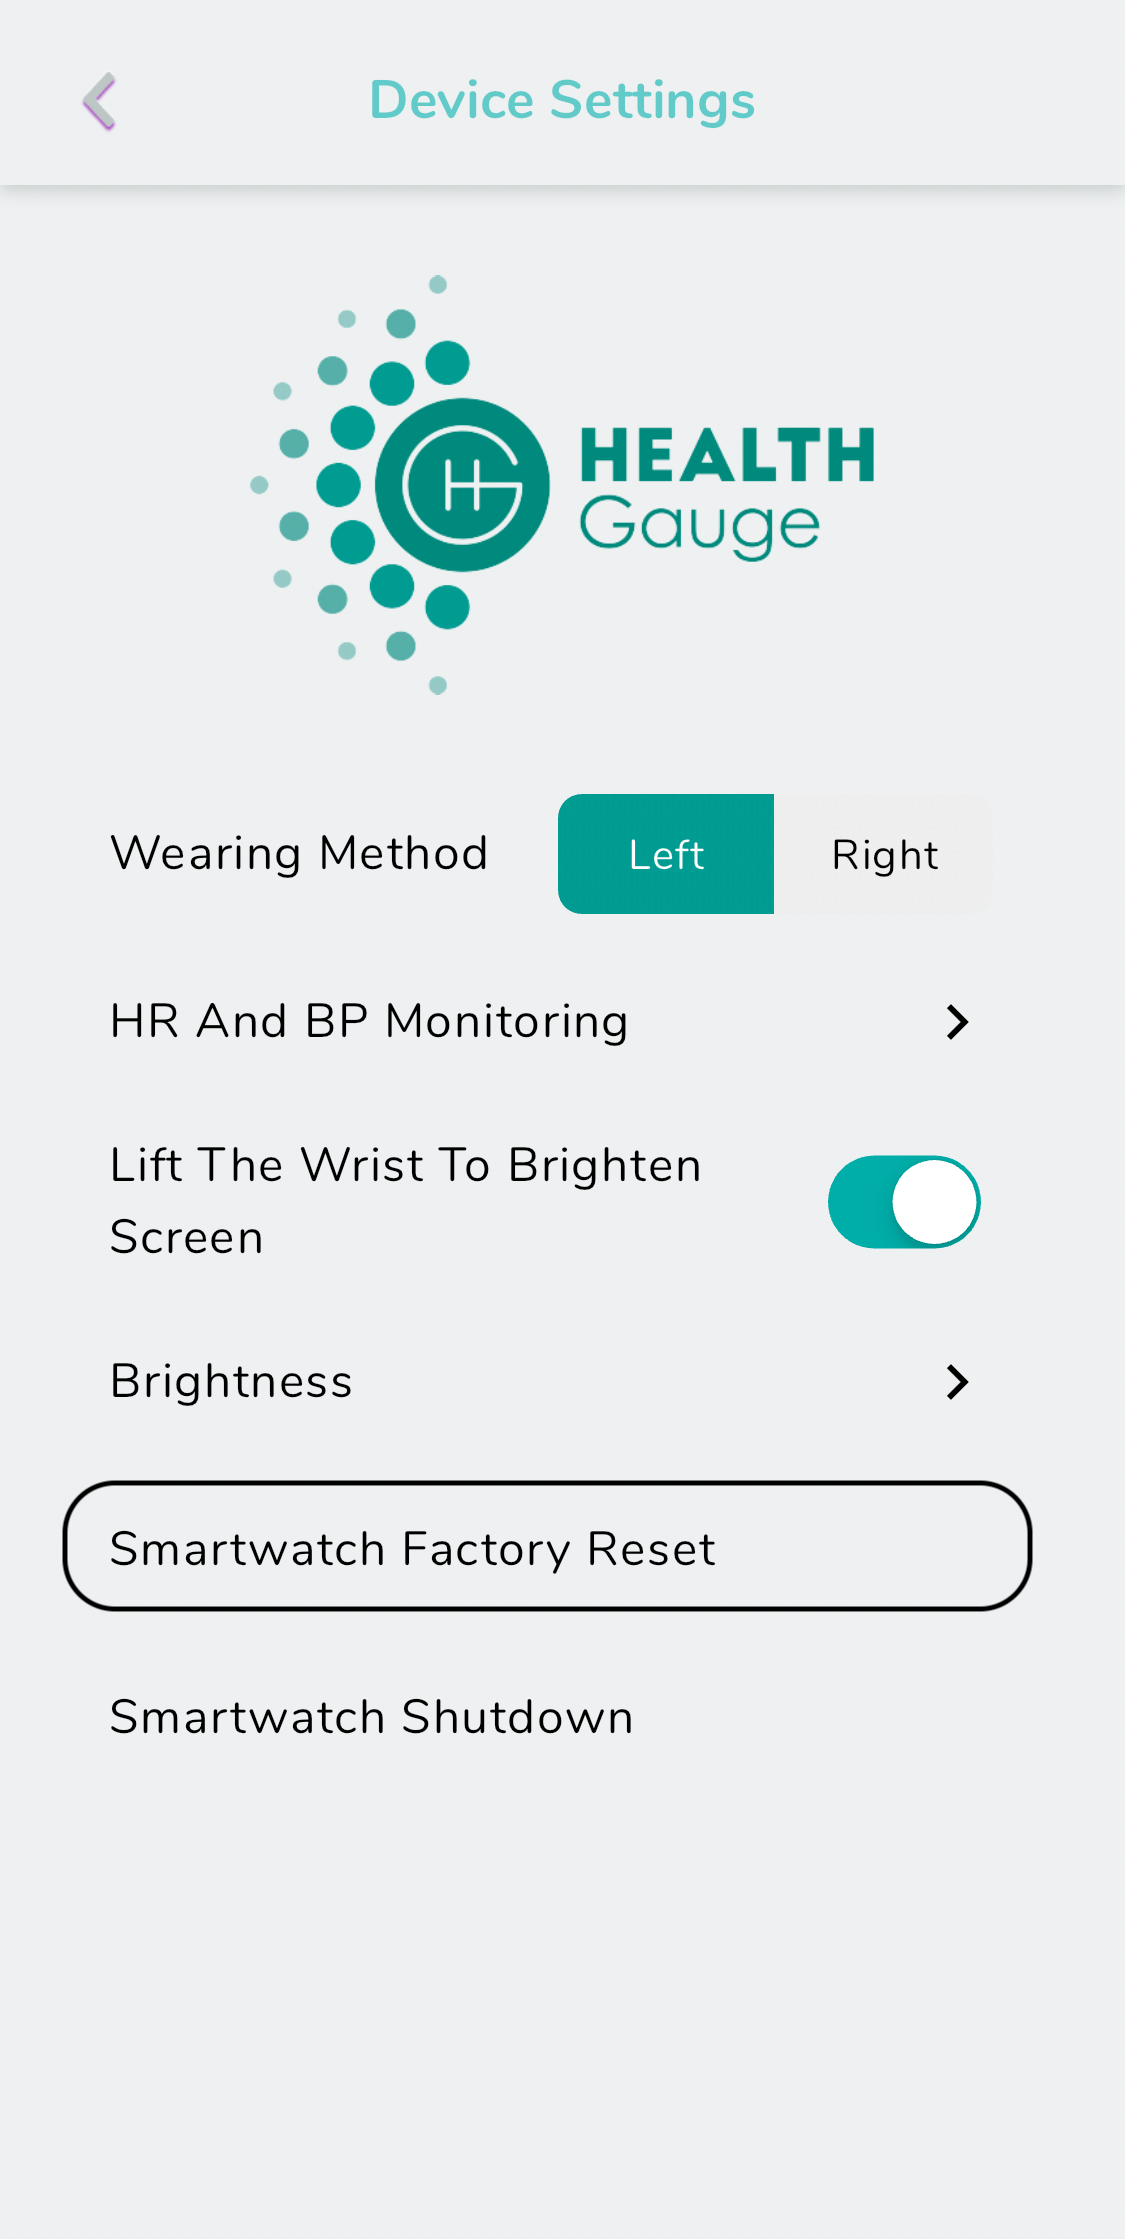 Device Settings
HEALTH
Gauge
Wearing Method
Left
Right
HR And BP Monitoring
Lift The Wrist To Brighten
Screen
Brightness
Smartwatch Factory Reset
Smartwatch Shutdown